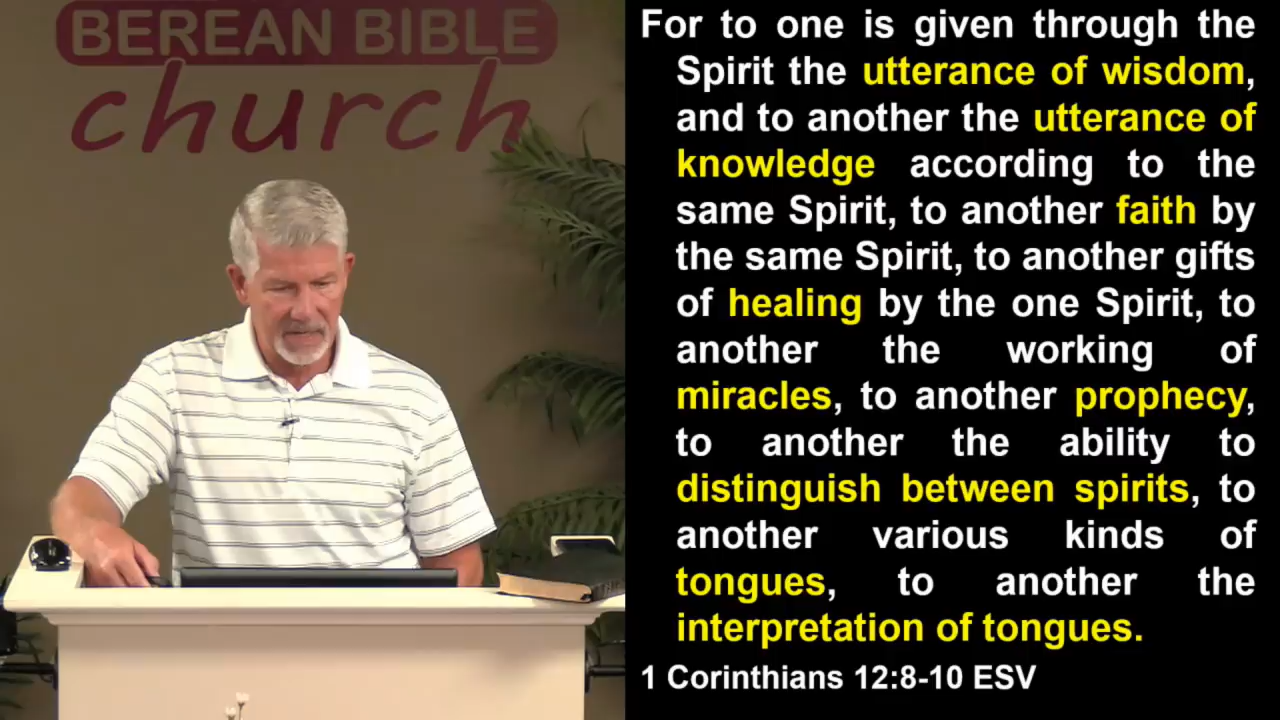 BEREAN BIBLE
church
For to one is given through the
Spirit the utterance of wisdom,
and to another the utterance of
knowledge according to the
same Spirit, to another faith by
the same Spirit, to another gifts
of healing by the one Spirit, to
another the working of
miracles, to another prophecy,
to another the ability to
distinguish between spirits, to
another various kinds of
tongues, to another the
interpretation of tongues.
1 Corinthians 12:8-10 ESV